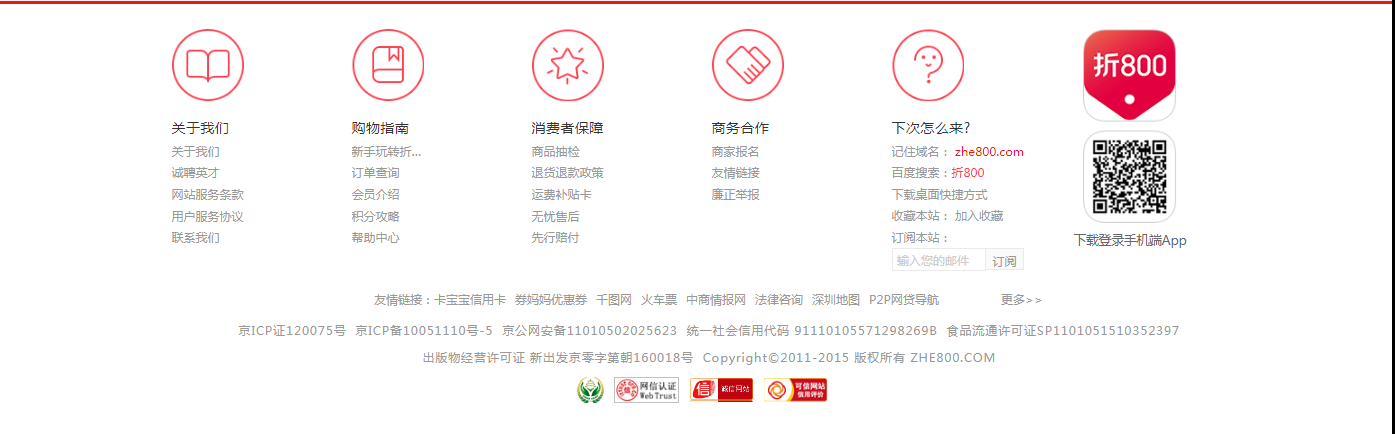 关于我们
关于我们
诚聘英才
网站服务条款
用户服务协议
联系我们
购物指南
新手玩转折...
订单查询
会员介绍
积分攻略
帮助中心
消费者保障
商品抽检
退货退款政策
运费补贴卡
无忧售后
先行赔付
商务合作
商家报名
友情链接
廉正举报
下次怎么来?
记住域名： zhe800.com
百度搜索：折800
下载桌面快捷方式
收藏本站： 加入收藏
订阅本站：
输入您的邮件 订阅
折800
下载登录手机端App
友情链接：卡宝宝信用卡 券妈妈优惠券 千图网 火车票 中商情报网 法律咨询 深圳地图 P2P网贷导航 更多>>
京ICP证120075号 京ICP备10051110号-5 京公网安备11010502025623 统一社会信用代码 91110105571298269B 食品流通许可证SP1101051510352397
出版物经营许可证 新出发京零字第朝160018号 Copyright©2011-2015 版权所有 ZHE800.COM
信 网信认证
WebTrust
信 诚信网站
可信网站
信用评价